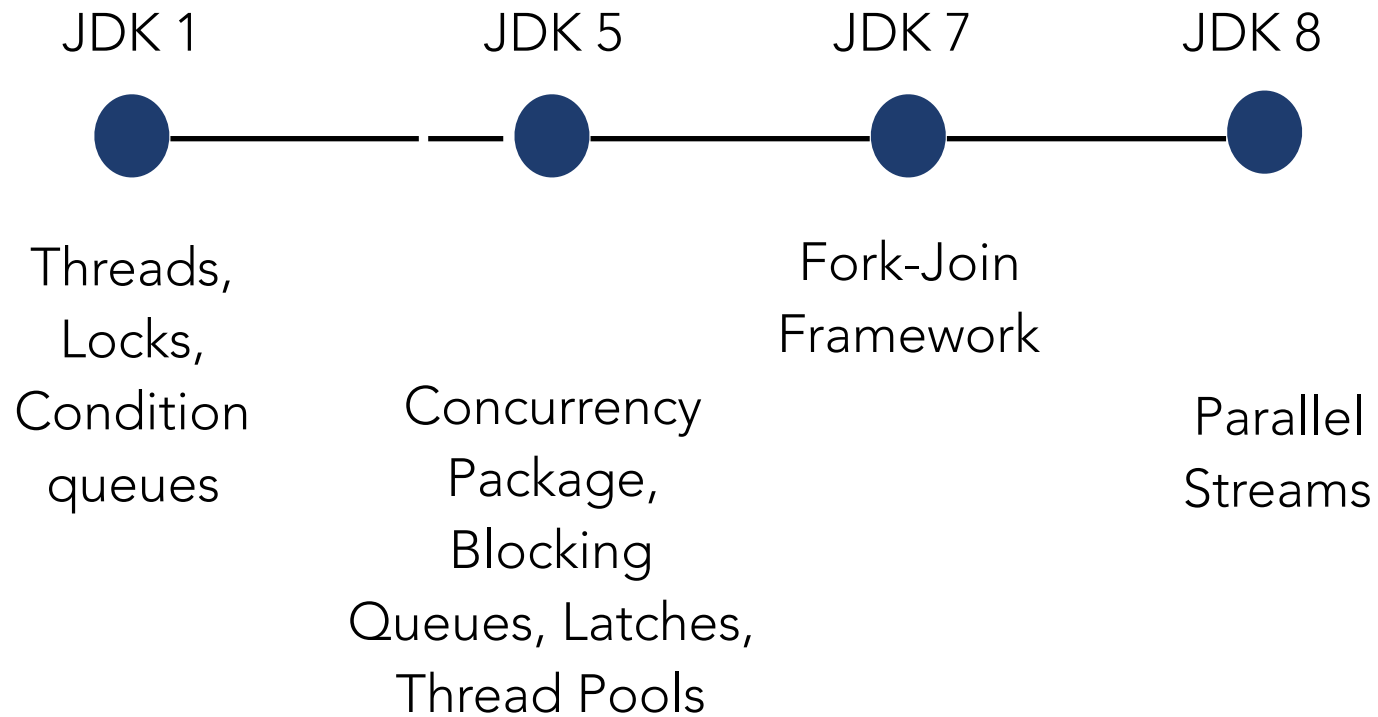 JDK 1
JDK 5
JDK 7
JDK 8
Threads,
Locks,
Condition
queues
Concurrency
Package,
Blocking
Queues, Latches,
Thread Pools
Fork-Join
Framework
Parallel
Streams